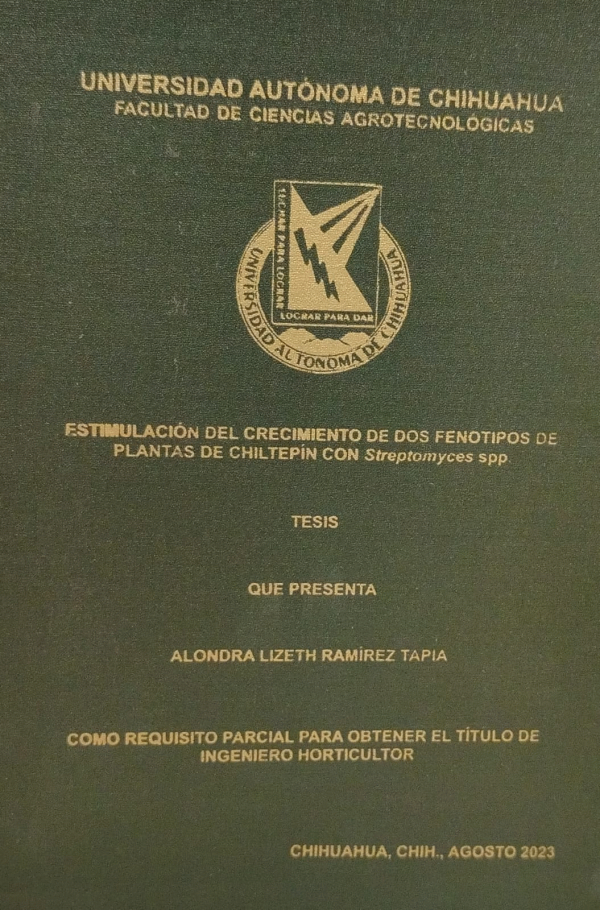 UNIVERSIDAD AUTÓNOMA DE CHIHUAHUA
FACULTAD DE CIENCIAS AGROTECNOLÓGICAS
LUCHAR PARA LOGRAR
LOGRAR PARA DAR
UNIVERSIDAD AUTONOMA DE CHIHUAHUA
ESTIMULACIÓN DEL CRECIMIENTO DE DOS FENOTIPOS DE
PLANTAS DE CHILTEPÍN CON Streptomyces spp.
TESIS
QUE PRESENTA
ALONDRA LIZETH RAMÍREZ TAPIA
COMO REQUISITO PARCIAL PARA OBTENER EL TÍTULO DE
INGENIERO HORTICULTOR
CHIHUAHUA, CHIH., AGOSTO 2023